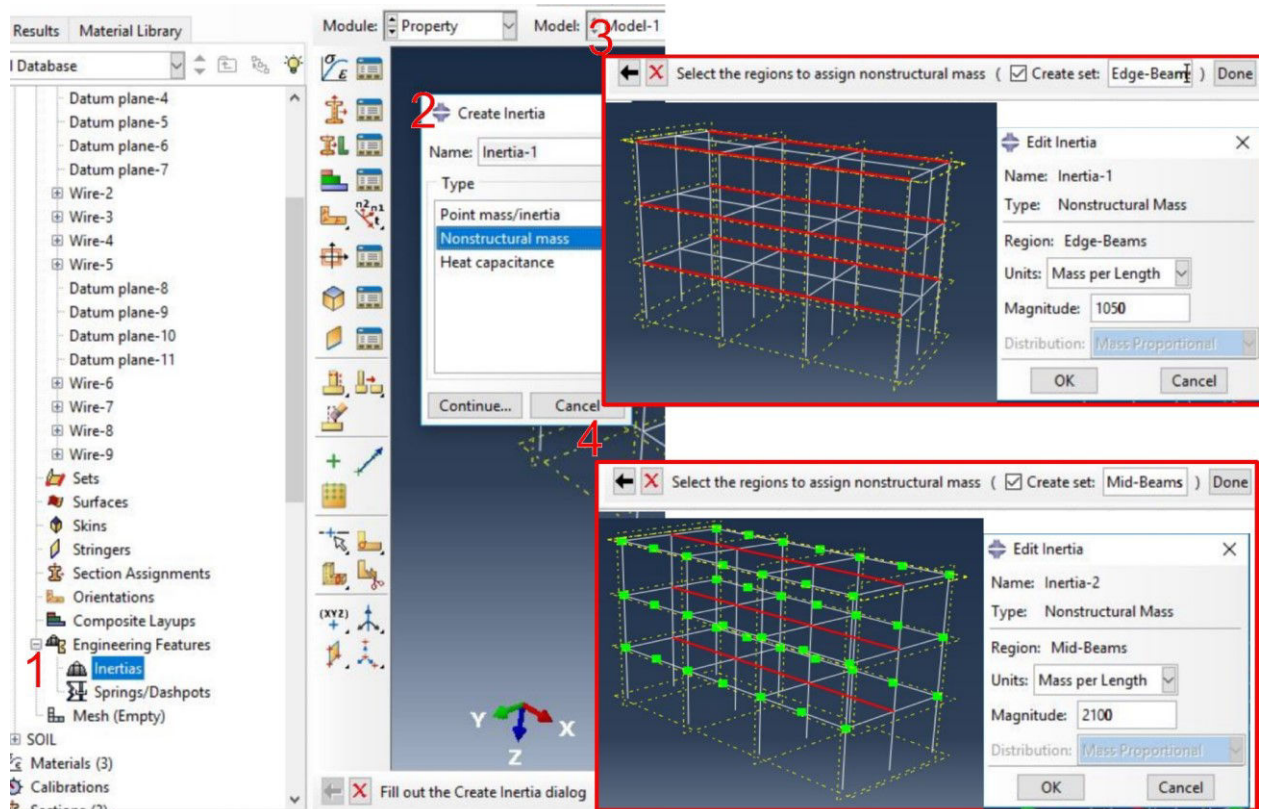 Results Material Library
l Database
Datum plane-4
Datum plane-5
Datum plane-6
Datum plane-7
Wire-2
Wire-3
Wire-4
Wire-5
Datum plane-8
Datum plane-9
Datum plane-10
Datum plane-11
Wire-6
Wire-7
Wire-8
Wire-9
Sets
Surfaces
Skins
Stringers
Section Assignments
Orientations
Composite Layups
Engineering Features
1
Inertias
Springs/Dashpots
Mesh (Empty)
SOIL
Materials (3)
Calibrations
Sections (3)
Module: Property Model: Model-1
(XYZ)
2
Create Inertia
Name: Inertia-1
Type
Point mass/inertia
Nonstructural mass
Heat capacitance
Continue... Cancel
Y X
Z
Fill out the Create Inertia dialog
3
Select the regions to assign nonstructural mass ( Create set: Edge-Beam ) Done
Edit Inertia
Name: Inertia-1
Type: Nonstructural Mass
Region: Edge-Beams
Units: Mass per Length
Magnitude: 1050
Distribution: Mass Proportional
OK Cancel
4
Select the regions to assign nonstructural mass ( Create set: Mid-Beams ) Done
Edit Inertia
Name: Inertia-2
Type: Nonstructural Mass
Region: Mid-Beams
Units: Mass per Length
Magnitude: 2100
Distribution: Mass Proportional
OK Cancel